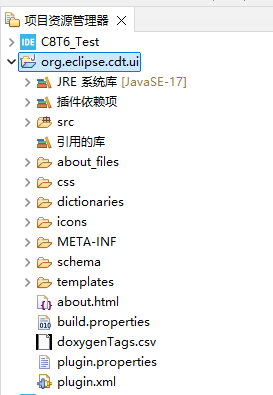 项目资源管理器
IDE C8T6_Test
org.eclipse.cdt.ui
JRE 系统库 [JavaSE-17]
插件依赖项
src
引用的库
about_files
css
dictionaries
icons
META-INF
schema
templates
about.html
010 build.properties
doxygenTags.csv
plugin.properties
plugin.xml